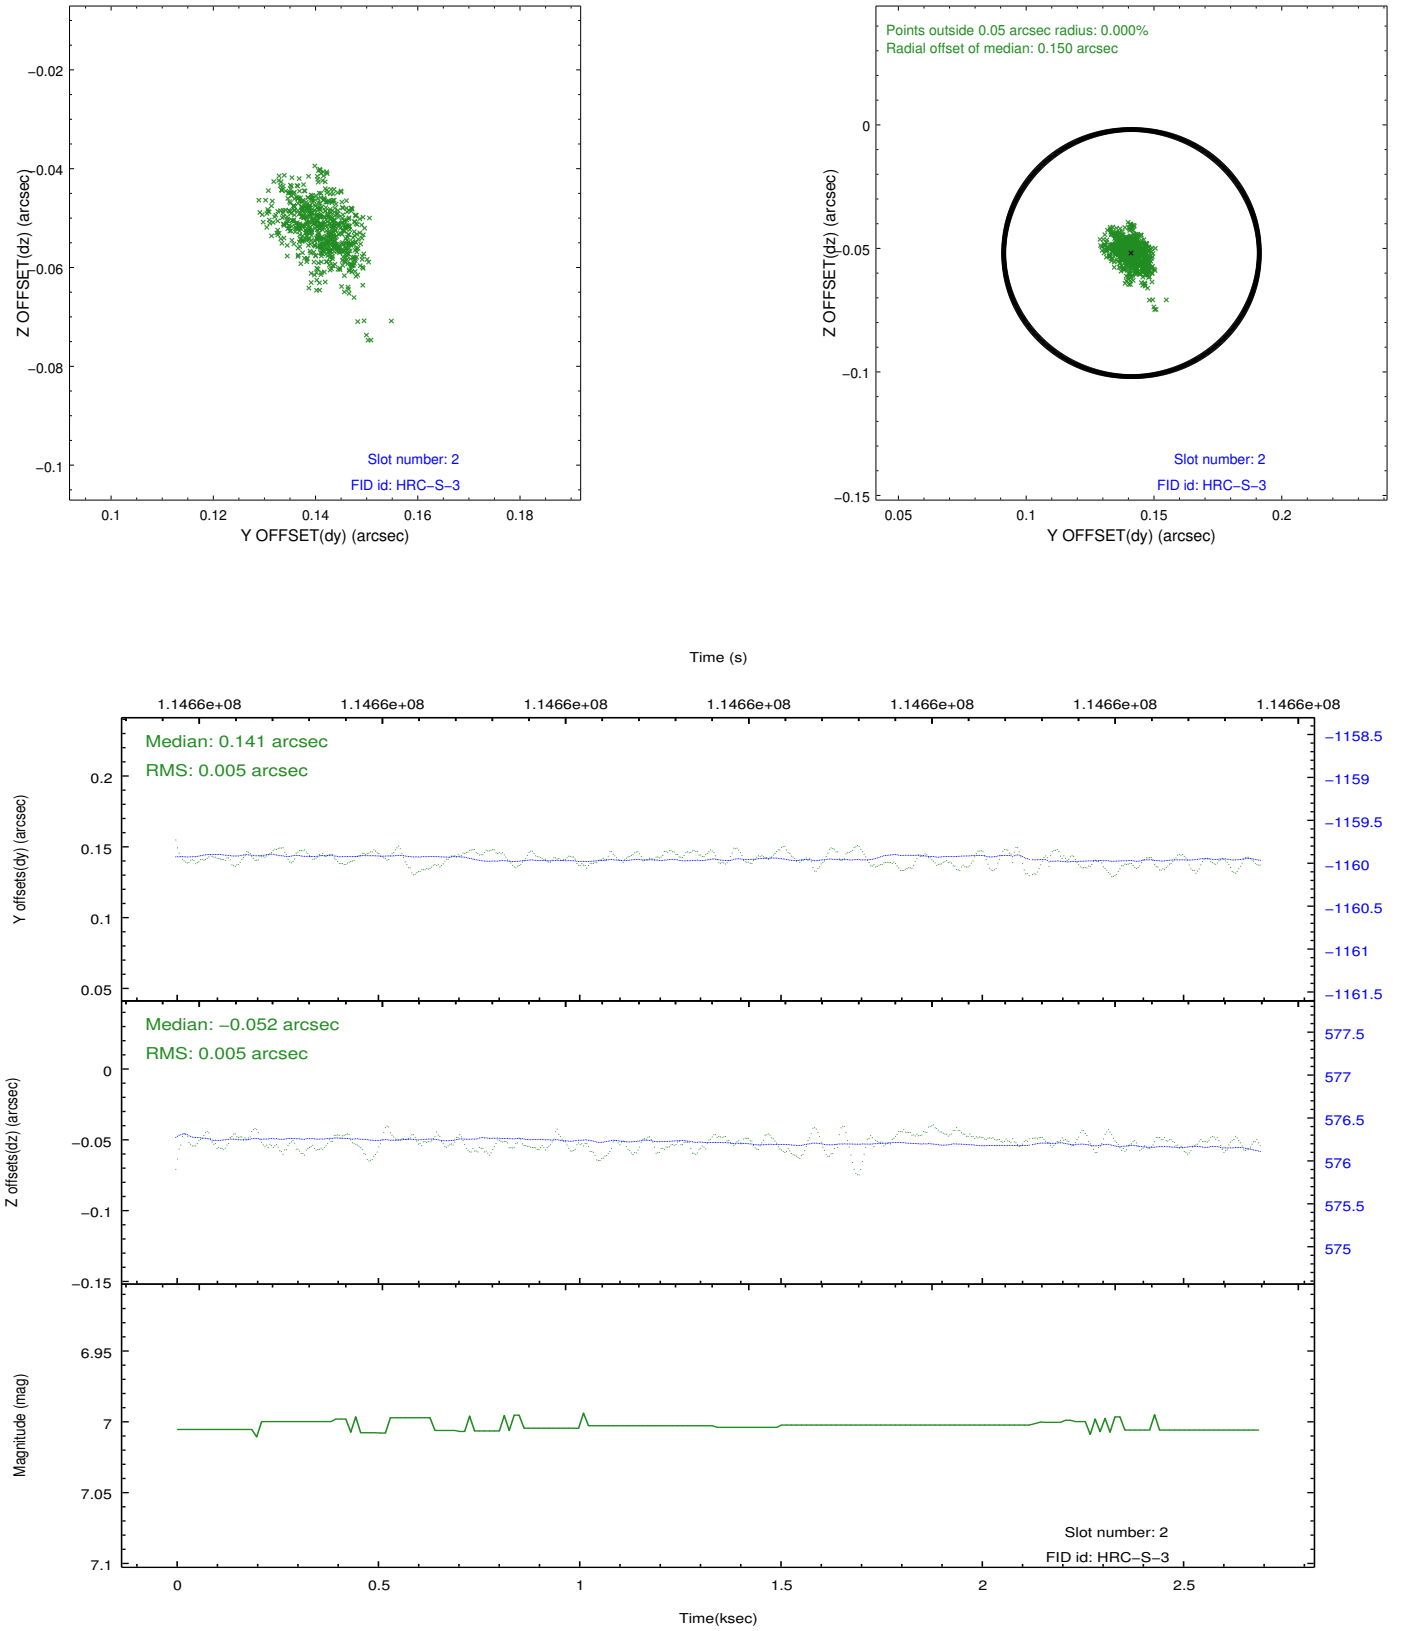 −0.02
−0.04
−0.06
−0.08
−0.1
Z OFFSET(dz) (arcsec)
Slot number: 2
FID id: HRC−S−3
0.1 0.12 0.14 0.16 0.18
Y OFFSET(dy) (arcsec)
Points outside 0.05 arcsec radius: 0.000%
Radial offset of median: 0.150 arcsec
0
−0.05
−0.1
−0.15
Z OFFSET(dz) (arcsec)
Slot number: 2
FID id: HRC−S−3
0.05 0.1 0.15 0.2
Y OFFSET(dy) (arcsec)
Time (s)
1.1466e+08 1.1466e+08 1.1466e+08 1.1466e+08 1.1466e+08 1.1466e+08 1.1466e+08
Median: 0.141 arcsec
RMS: 0.005 arcsec
0.2
0.15
0.1
0.05
Y offsets(dy) (arcsec)
−1158.5
−1159
−1159.5
−1160
−1160.5
−1161
−1161.5
Median: −0.052 arcsec
RMS: 0.005 arcsec
0
−0.05
−0.1
−0.15
Z offsets(dz) (arcsec)
577.5
577
576.5
576
575.5
575
6.95
7
7.05
7.1
Magnitude (mag)
Slot number: 2
FID id: HRC−S−3
0 0.5 1 1.5 2 2.5
Time(ksec)